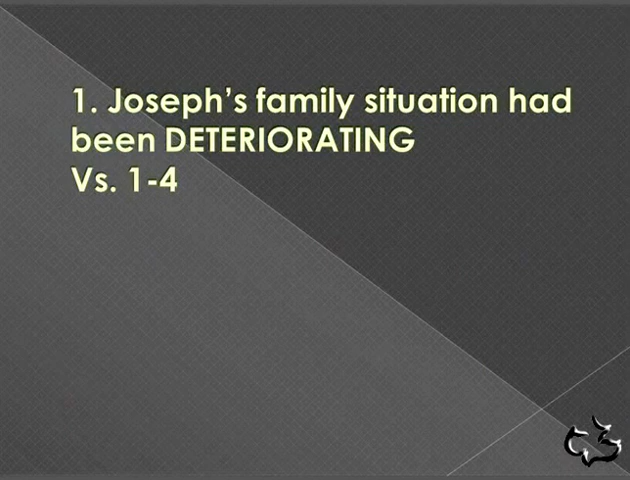 1. Joseph's family situation had
been DETERIORATING
Vs. 1-4